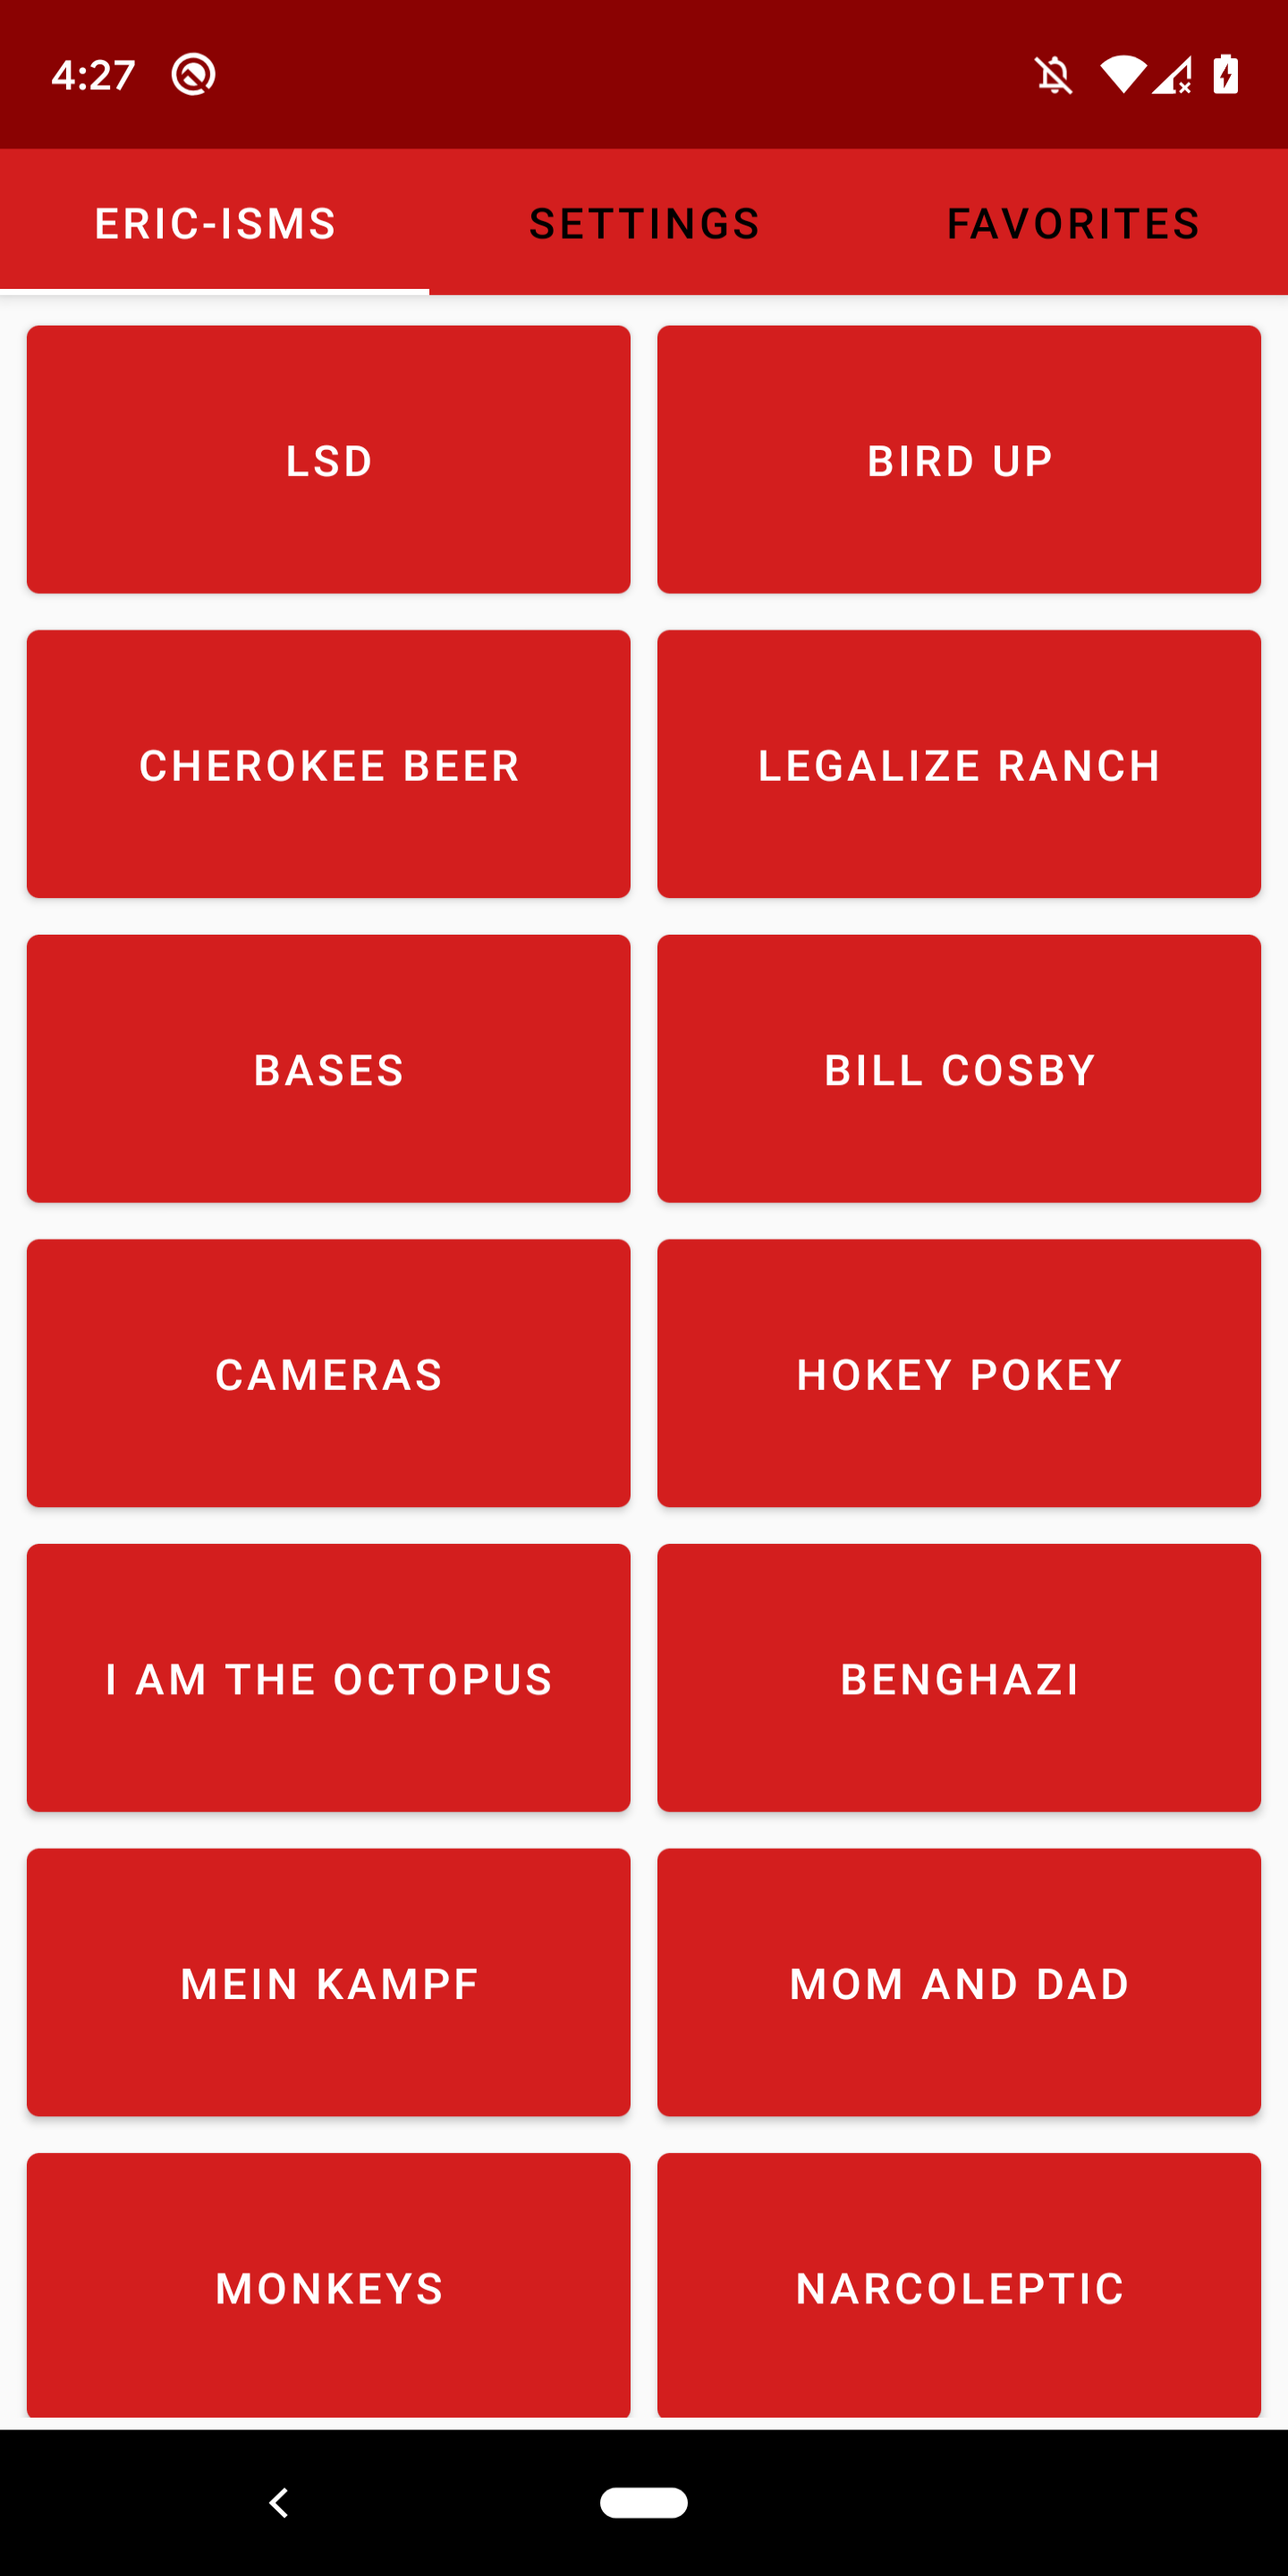 4:27
ERIC-ISMS SETTINGS FAVORITES
LSD BIRD UP
CHEROKEE BEER LEGALIZE RANCH
BASES BILL COSBY
CAMERAS HOKEY POKEY
I AM THE OCTOPUS BENGHAZI
MEIN KAMPF MOM AND DAD
MONKEYS NARCOLEPTIC